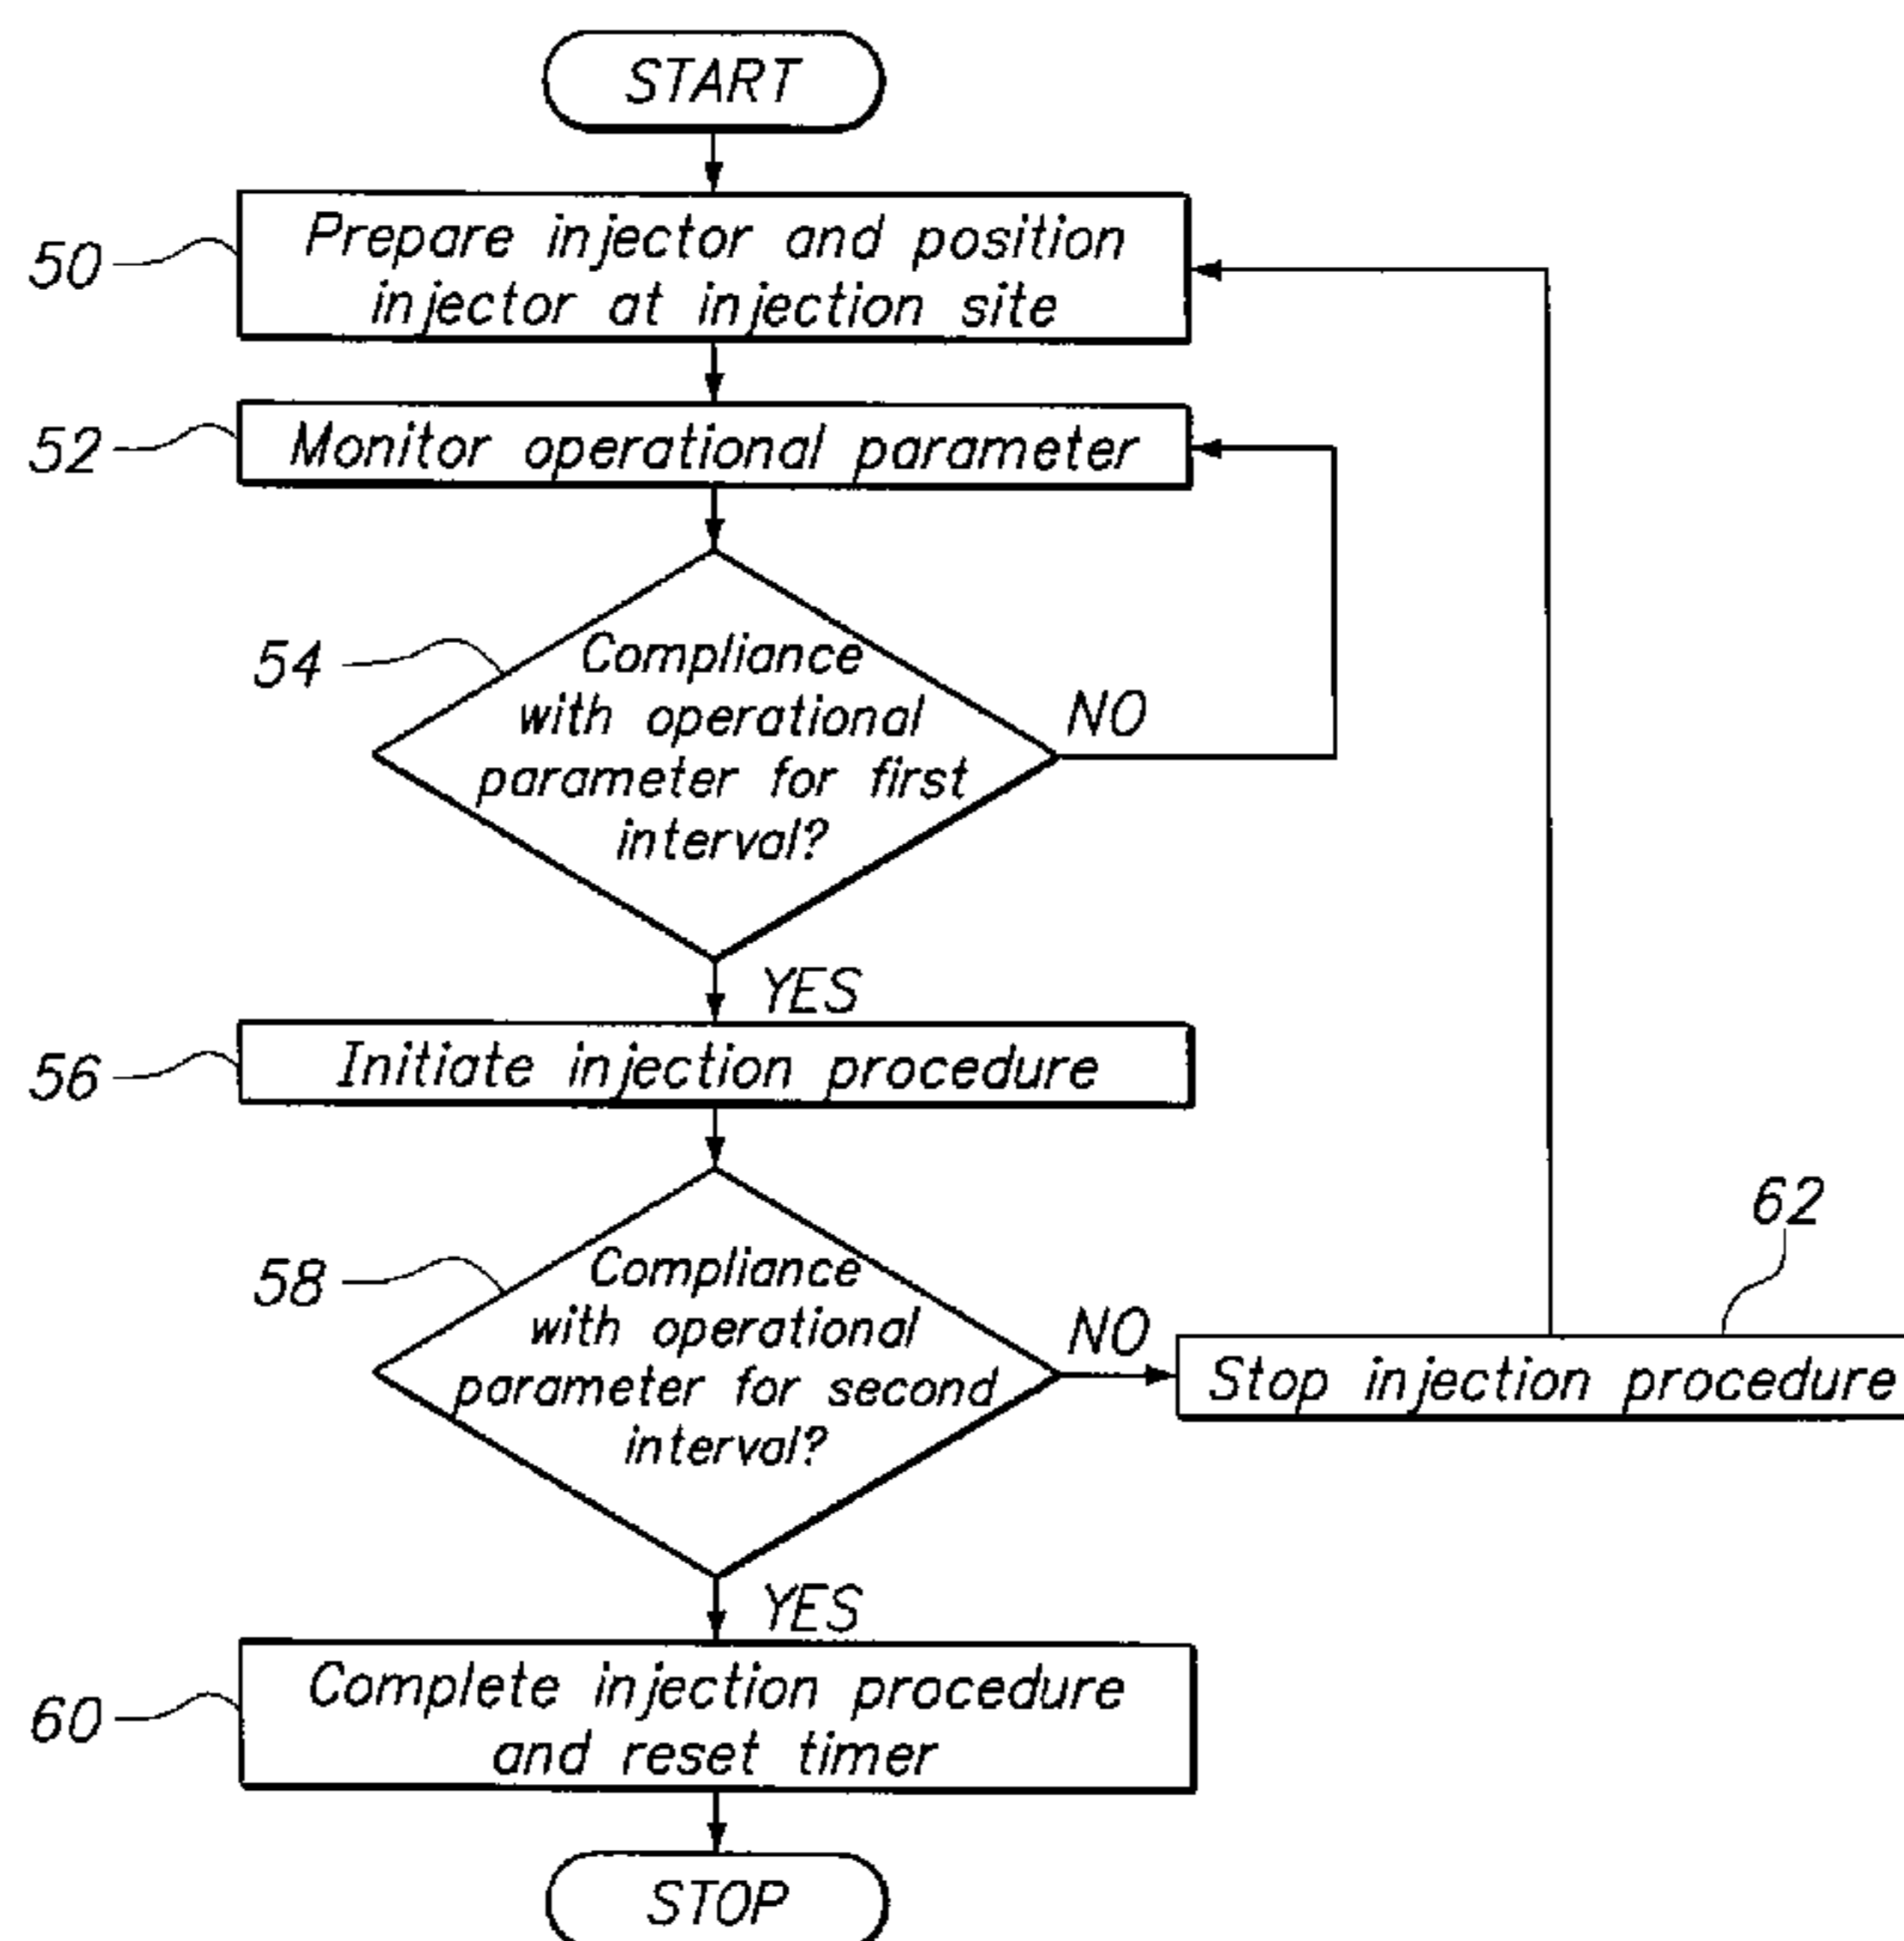 START
50
Prepare injector and position
injector at injection site
52
Monitor operational parameter
54
Compliance
with operational
parameter for first
interval?
NO
YES
56
Initiate injection procedure
58
Compliance
with operational
parameter for second
interval?
NO
62
Stop injection procedure
YES
60
Complete injection procedure
and reset timer
STOP